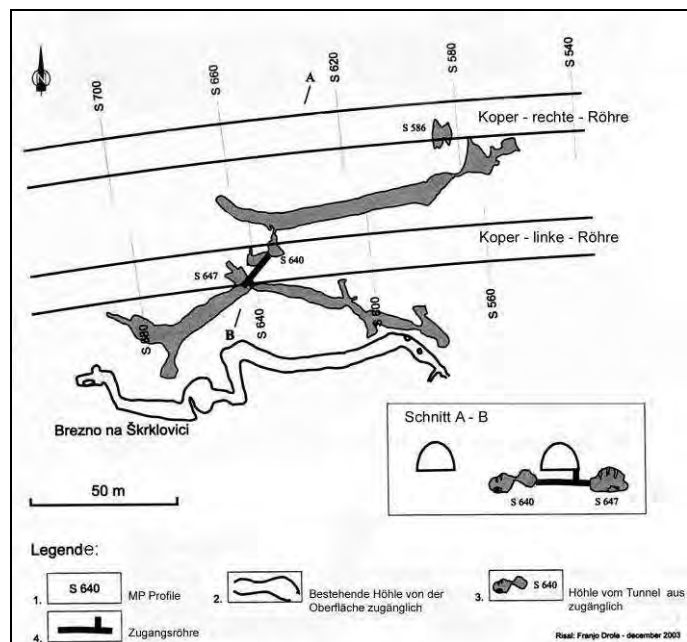 N
S 700
S 660
A
S 620
S 580
S 540
Koper - rechte - Röhre
S 586
Koper - linke - Röhre
S 640
S 647
S 680
S 640
S 600
S 560
B
Brezno na Škrklovici
Schnitt A - B
S 640
S 647
50 m
Legende:
1. S 640 MP Profile
2. Bestehende Höhle von der Oberfläche zugänglich
3. S 640 Höhle vom Tunnel aus zugänglich
4. Zugangsröhre
Risal: Franjo Drole - december 2003